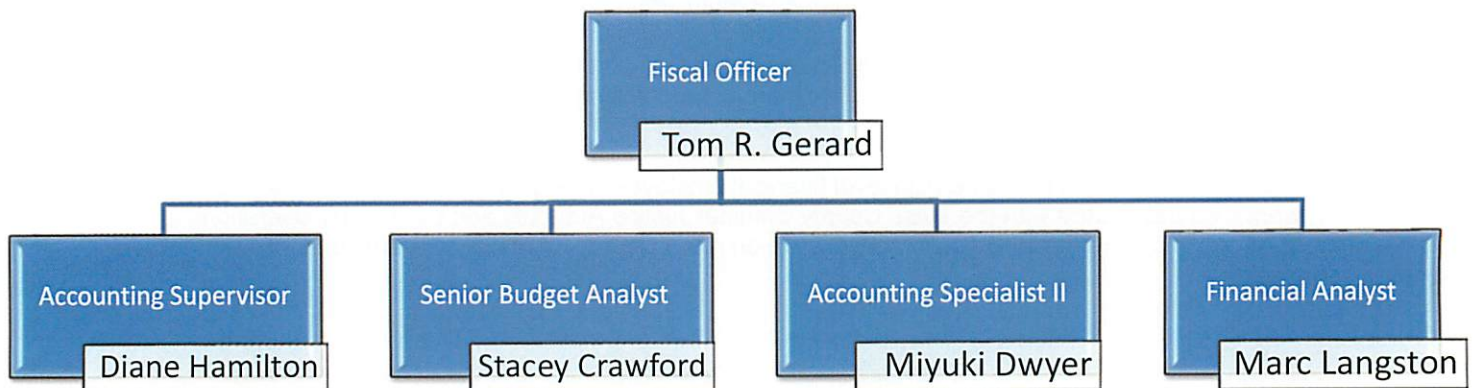 Fiscal Officer
Tom R. Gerard
Accounting Supervisor
Diane Hamilton
Senior Budget Analyst
Stacey Crawford
Accounting Specialist II
Miyuki Dwyer
Financial Analyst
Marc Langston